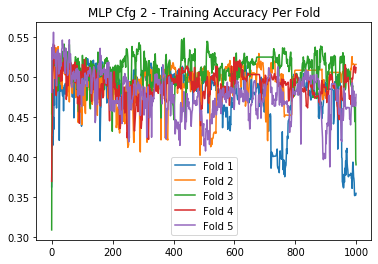 MLP Cfg 2 - Training Accuracy Per Fold
0.55
0.50
0.45
0.40
0.35
0.30
Fold 1
Fold 2
Fold 3
Fold 4
Fold 5
0 200 400 600 800 1000